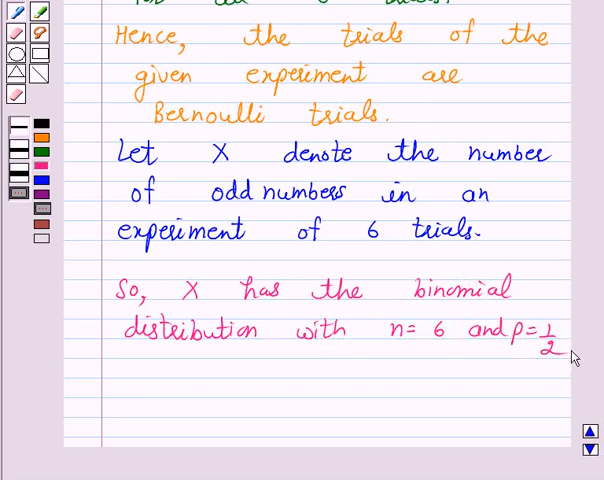 Hence, the trials of the
given experiment are
Bernoulli trials.
Let X denote the number
of odd numbers in an
experiment of 6 trials.
So, X has the binomial
distribution with n= 6 and p=1/2